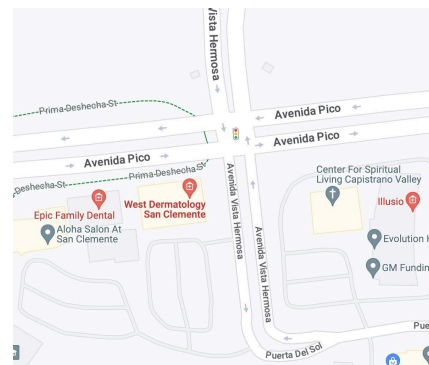 Vista Hermosa
Prima Deshecha St
Avenida Pico
Avenida Pico
Avenida Pico
Prima Deshecha St
Deshecha St
Epic Family Dental
West Dermatology
San Clemente
Aloha Salon At
San Clemente
Avenida Vista Hermosa
Avenida Vista Hermosa
Center For Spiritual
Living Capistrano Valley
Illusio
Evolution
GM Fundin
Puerta Del Sol
Pue